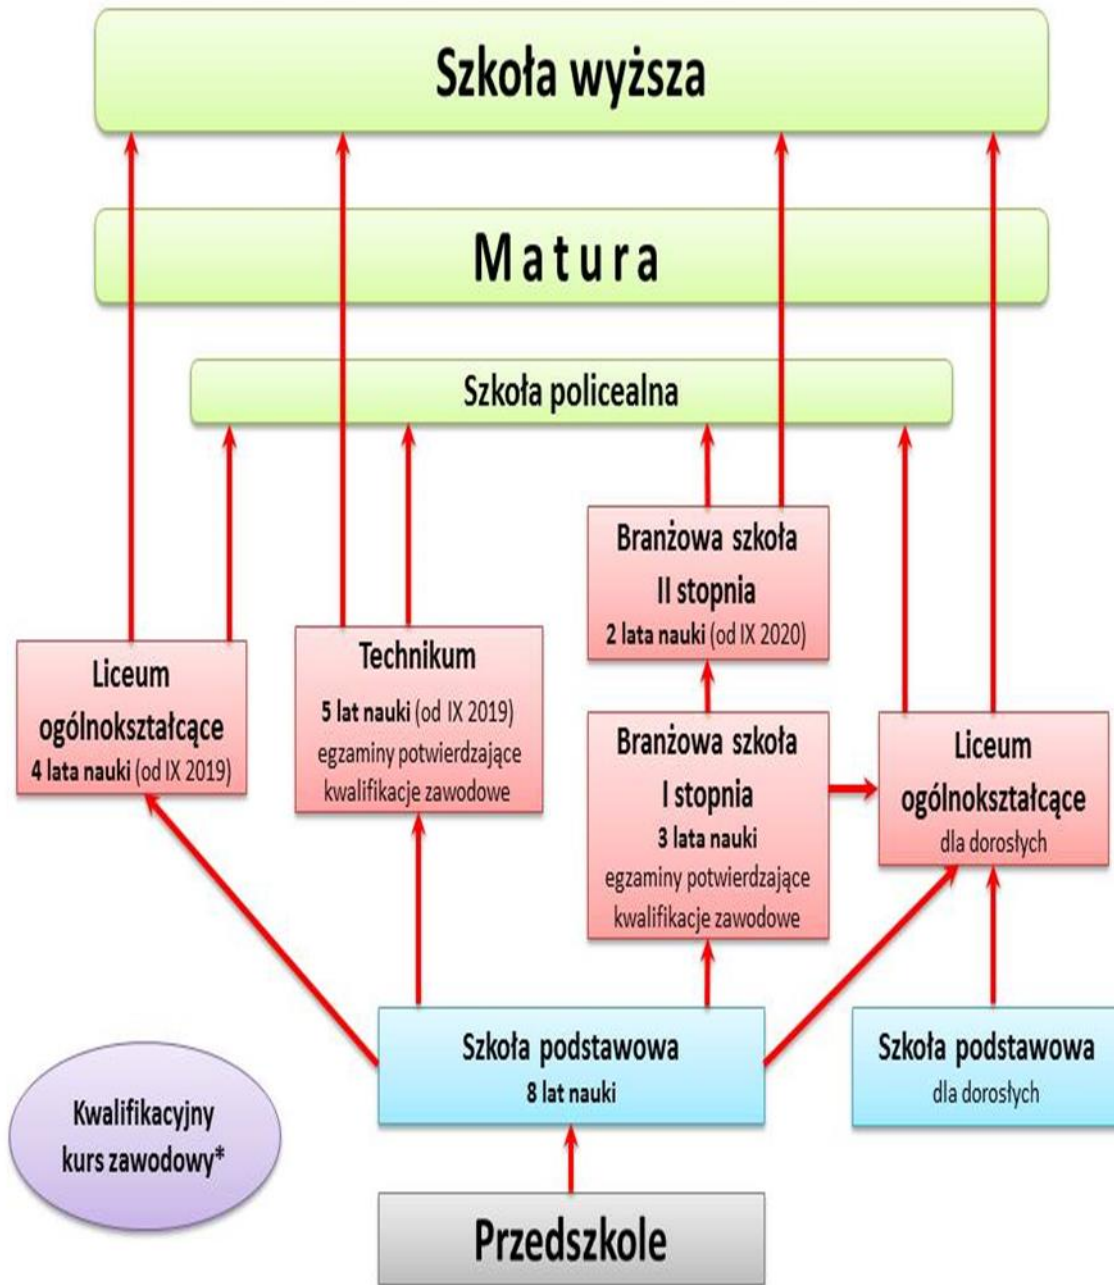 Szkoła wyższa
Matura
Szkoła policealna
Branżowa szkoła
II stopnia
2 lata nauki (od IX 2020)
Liceum
ogólnokształcące
4 lata nauki (od IX 2019)
Technikum
5 lat nauki (od IX 2019)
egzaminy potwierdzające
kwalifikacje zawodowe
Branżowa szkoła
I stopnia
3 lata nauki
egzaminy potwierdzające
kwalifikacje zawodowe
Liceum
ogólnokształcące
dla dorosłych
Szkoła podstawowa
8 lat nauki
Szkoła podstawowa
dla dorosłych
Kwalifikacyjny
kurs zawodowy*
Przedszkole